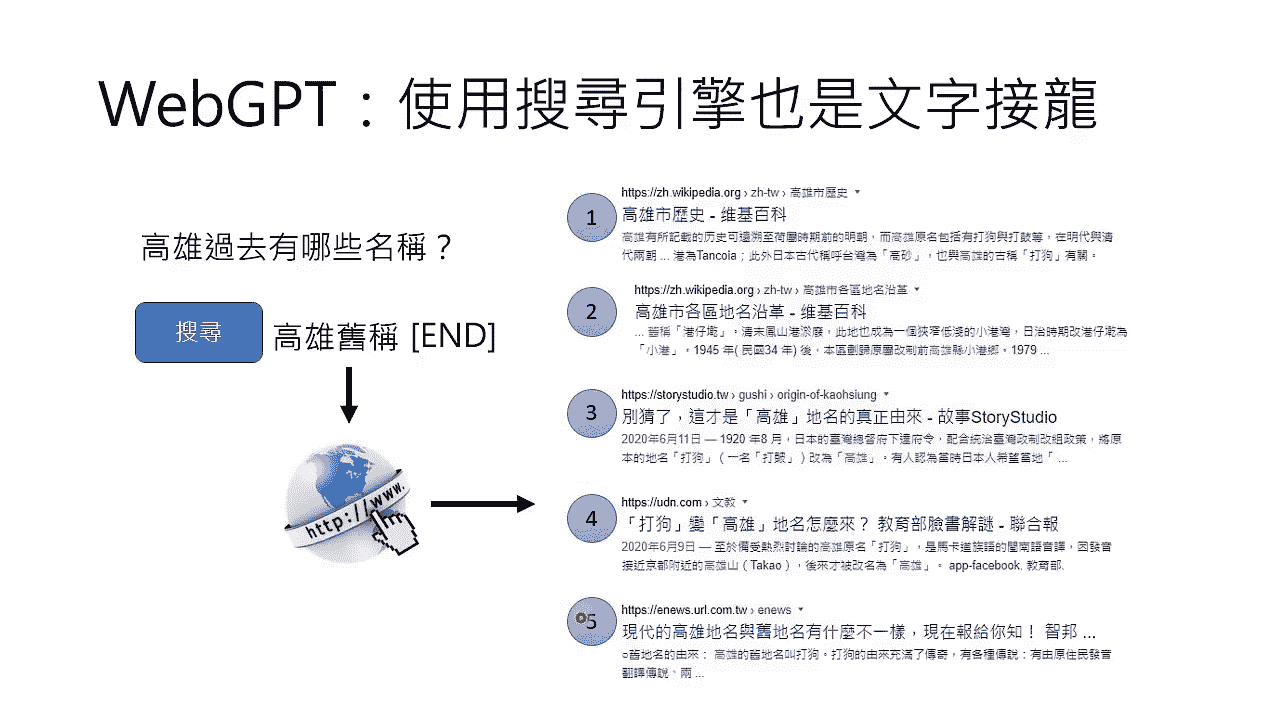 WebGPT：使用搜尋引擎也是文字接龍
高雄過去有哪些名稱？
搜尋
高雄舊稱 [END]
http://www.
1
https://zh.wikipedia.org › zh-tw › 高雄市歷史
高雄市歷史 - 维基百科
高雄有所記載的历史可遠溯至荷屬時期前的明朝，而高雄原名包括有打狗與打鼓等，在明代與清
代兩朝 ... 港為Tancoia；此外日本古代稱呼台灣為「高砂」，也與高雄的古稱「打狗」有關。
2
https://zh.wikipedia.org › zh-tw › 高雄市各區地名沿革
高雄市各區地名沿革 - 维基百科
... 舊稱「港仔墘」。清末鳳山港淤廢，此地也成為一個狹窄低淺的小港灣，日治時期改港仔墘為
「小港」。1945 年( 民國34 年) 後，本區劃歸原屬改制前高雄縣小港鄉。1979 ...
3
https://storystudio.tw › gushi › origin-of-kaohsiung
別猜了，這才是「高雄」地名的真正由來 - 故事StoryStudio
2020年6月11日 — 1920 年8 月，日本的臺灣總督府下達府令，配合統治臺灣政制改組政策，將原
本的地名「打狗」（一名「打鼓」）改為「高雄」。有人認為當時日本人希望當地「 ...
4
https://udn.com › 文教
「打狗」變「高雄」地名怎麼來？ 教育部臉書解謎 - 聯合報
2020年6月9日 — 至於備受熱烈討論的高雄原名「打狗」，是馬卡道族語的閩南語音譯，因發音
接近京都附近的高雄山（Takao），後來才被改名為「高雄」。 app-facebook. 教育部.
5
https://enews.url.com.tw › enews
現代的高雄地名與舊地名有什麼不一樣，現在報給你知！ 智邦 ...
○舊地名的由來： 高雄的舊地名叫打狗。打狗的由來充滿了傳奇，有各種傳說：有由原住民發音
翻譯傳說、兩 ...